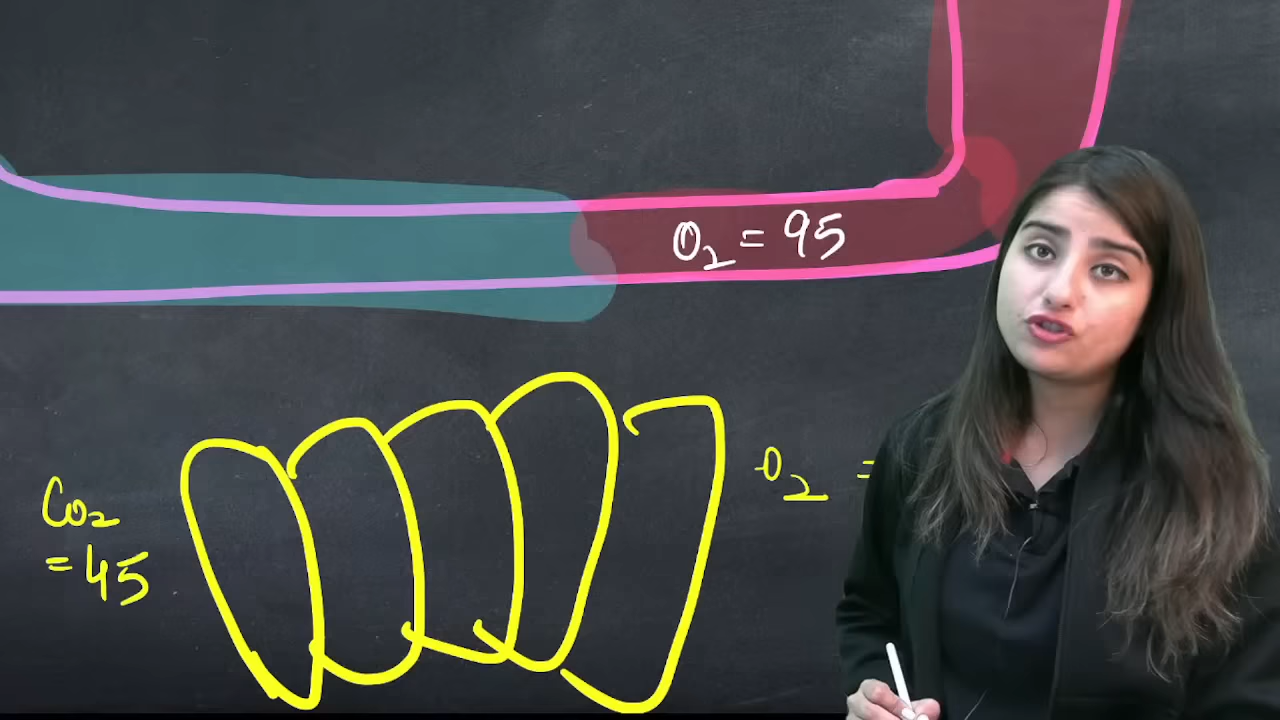 O₂ = 95
CO₂
= 45
O₂ =